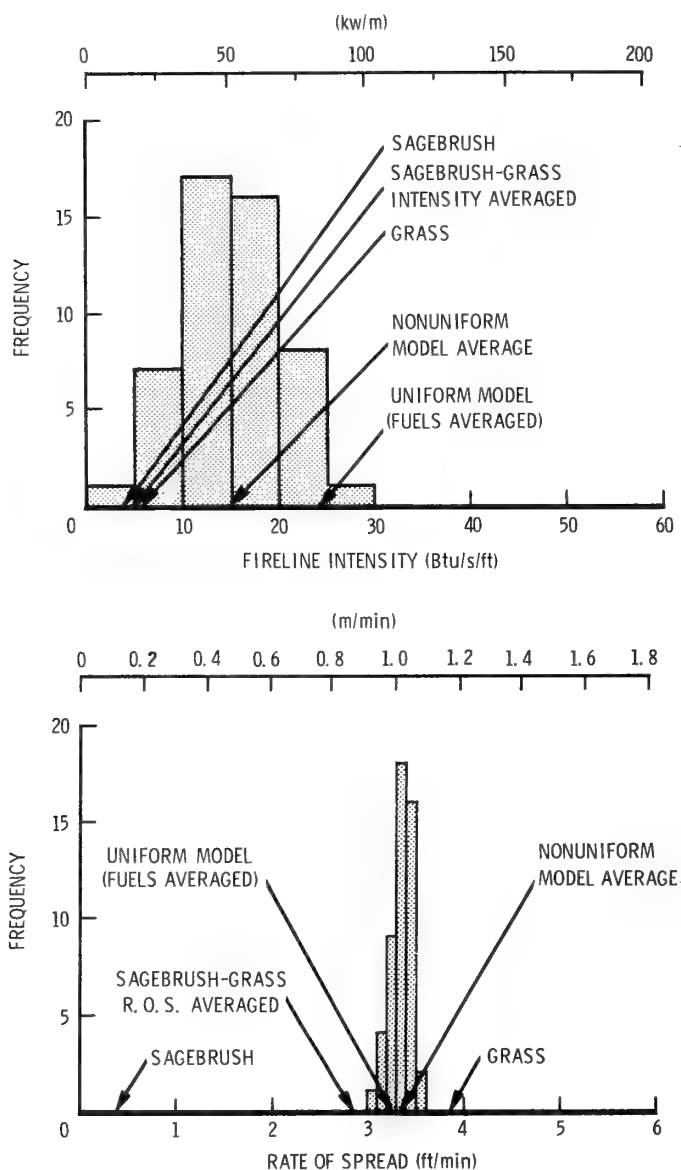 (kw/m)
0 50 100 150 200
20
15
10
5
FREQUENCY
SAGEBRUSH
SAGEBRUSH-GRASS
INTENSITY AVERAGED
GRASS
NONUNIFORM
MODEL AVERAGE
UNIFORM MODEL
(FUELS AVERAGED)
0 10 20 30 40 50 60
FIRELINE INTENSITY (Btu/s/ft)
(m/min)
0 0.2 0.4 0.6 0.8 1.0 1.2 1.4 1.6 1.8
20
15
10
5
FREQUENCY
UNIFORM MODEL
(FUELS AVERAGED)
NONUNIFORM
MODEL AVERAGE
SAGEBRUSH-GRASS
R.O.S. AVERAGED
SAGEBRUSH
GRASS
0 1 2 3 4 5 6
RATE OF SPREAD (ft/min)